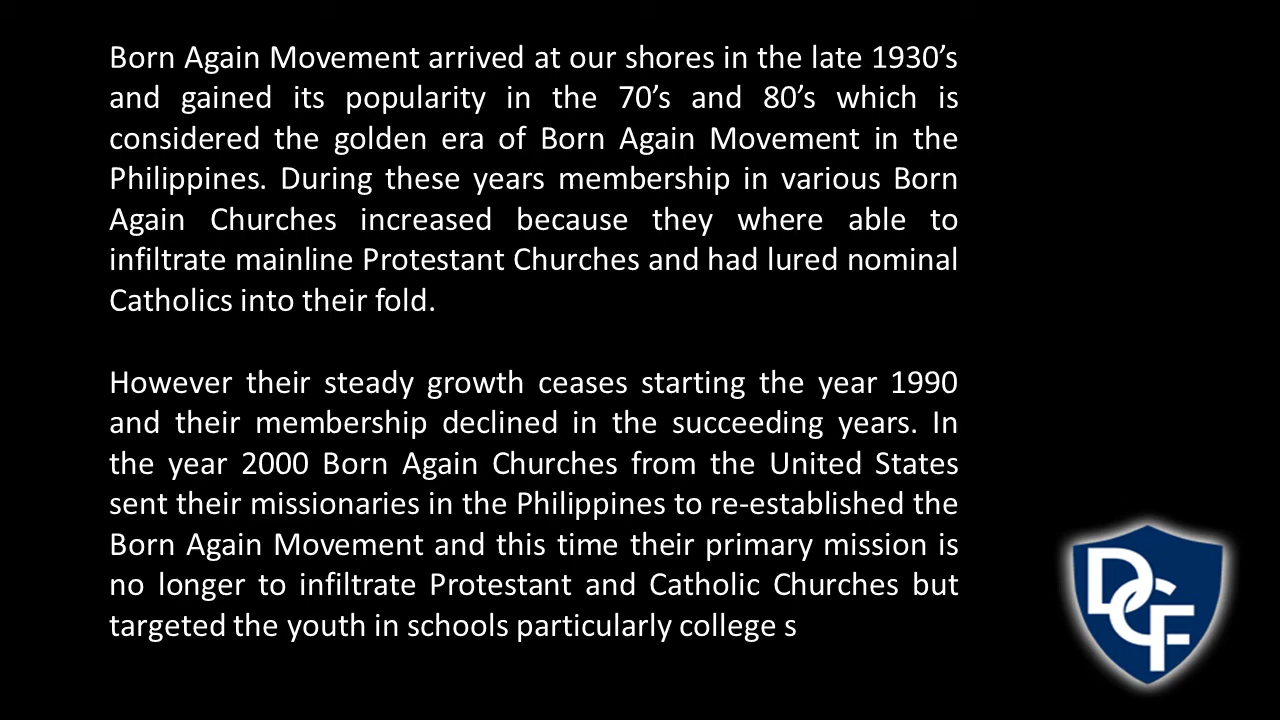 Born Again Movement arrived at our shores in the late 1930’s
and gained its popularity in the 70’s and 80’s which is
considered the golden era of Born Again Movement in the
Philippines. During these years membership in various Born
Again Churches increased because they where able to
infiltrate mainline Protestant Churches and had lured nominal
Catholics into their fold.
However their steady growth ceases starting the year 1990
and their membership declined in the succeeding years. In
the year 2000 Born Again Churches from the United States
sent their missionaries in the Philippines to re-established the
Born Again Movement and this time their primary mission is
no longer to infiltrate Protestant and Catholic Churches but
targeted the youth in schools particularly college s
DCF